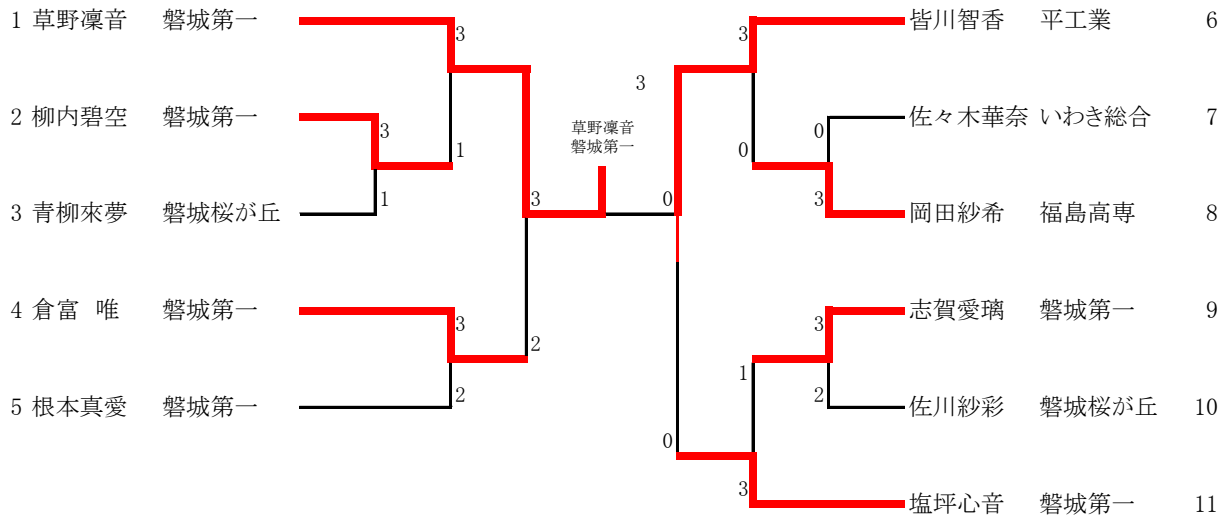 1 草野凜音 磐城第一
2 柳内碧空 磐城第一
3 青柳來夢 磐城桜が丘
4 倉富 唯 磐城第一
5 根本真愛 磐城第一
3
3
1
1
3
2
3
2
草野凜音
磐城第一
3
0
0
3
0
0
3
3
1
2
3
皆川智香 平工業 6
佐々木華奈 いわき総合 7
岡田紗希 福島高専 8
志賀愛璃 磐城第一 9
佐川紗彩 磐城桜が丘 10
塩坪心音 磐城第一 11